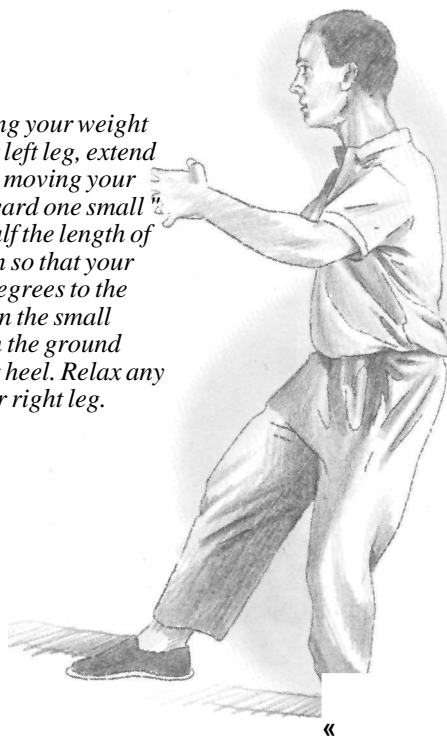 ng your weight
left leg, extend
moving your
ard one small "
alf the length of
n so that your
egrees to the
n the small
n the ground
heel. Relax any
r right leg.
«